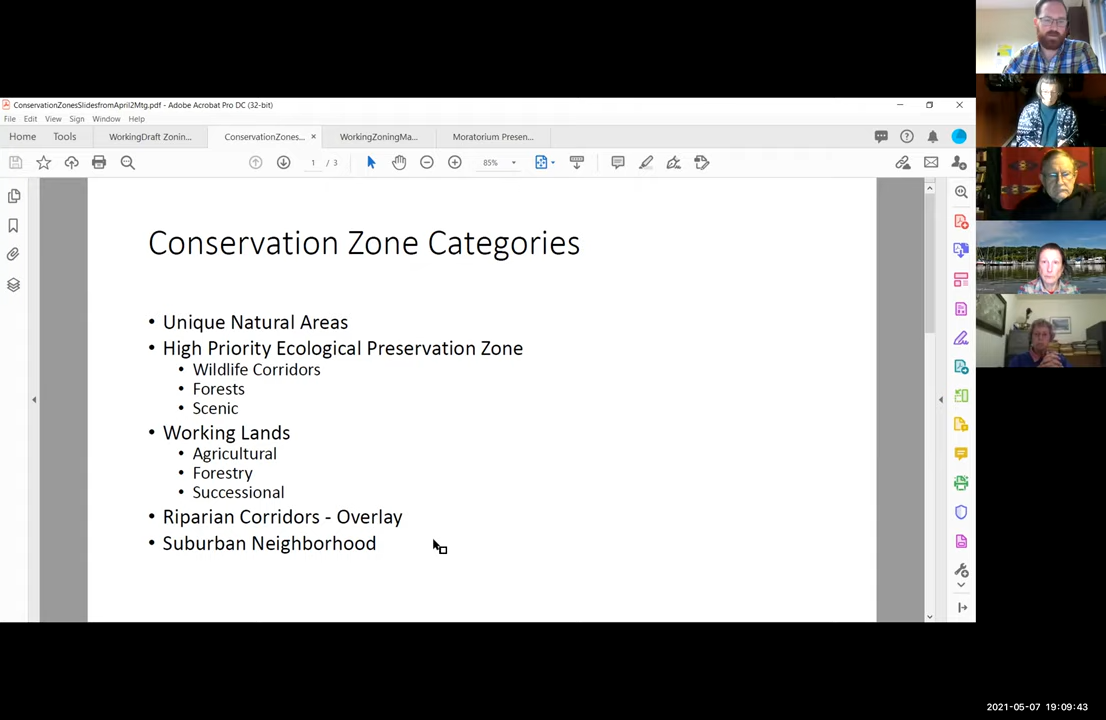 ConservationZonesSlidesfromApril2Mtg.pdf - Adobe Acrobat Pro DC (32-bit)
File Edit View Sign Window Help
Home Tools WorkingDraft Zonin... ConservationZones... × WorkingZoningMa... Moratorium Presen...
1 / 3 85%
Conservation Zone Categories
• Unique Natural Areas
• High Priority Ecological Preservation Zone
• Wildlife Corridors
• Forests
• Scenic
• Working Lands
• Agricultural
• Forestry
• Successional
• Riparian Corridors - Overlay
• Suburban Neighborhood
2021-05-07 19:09:43